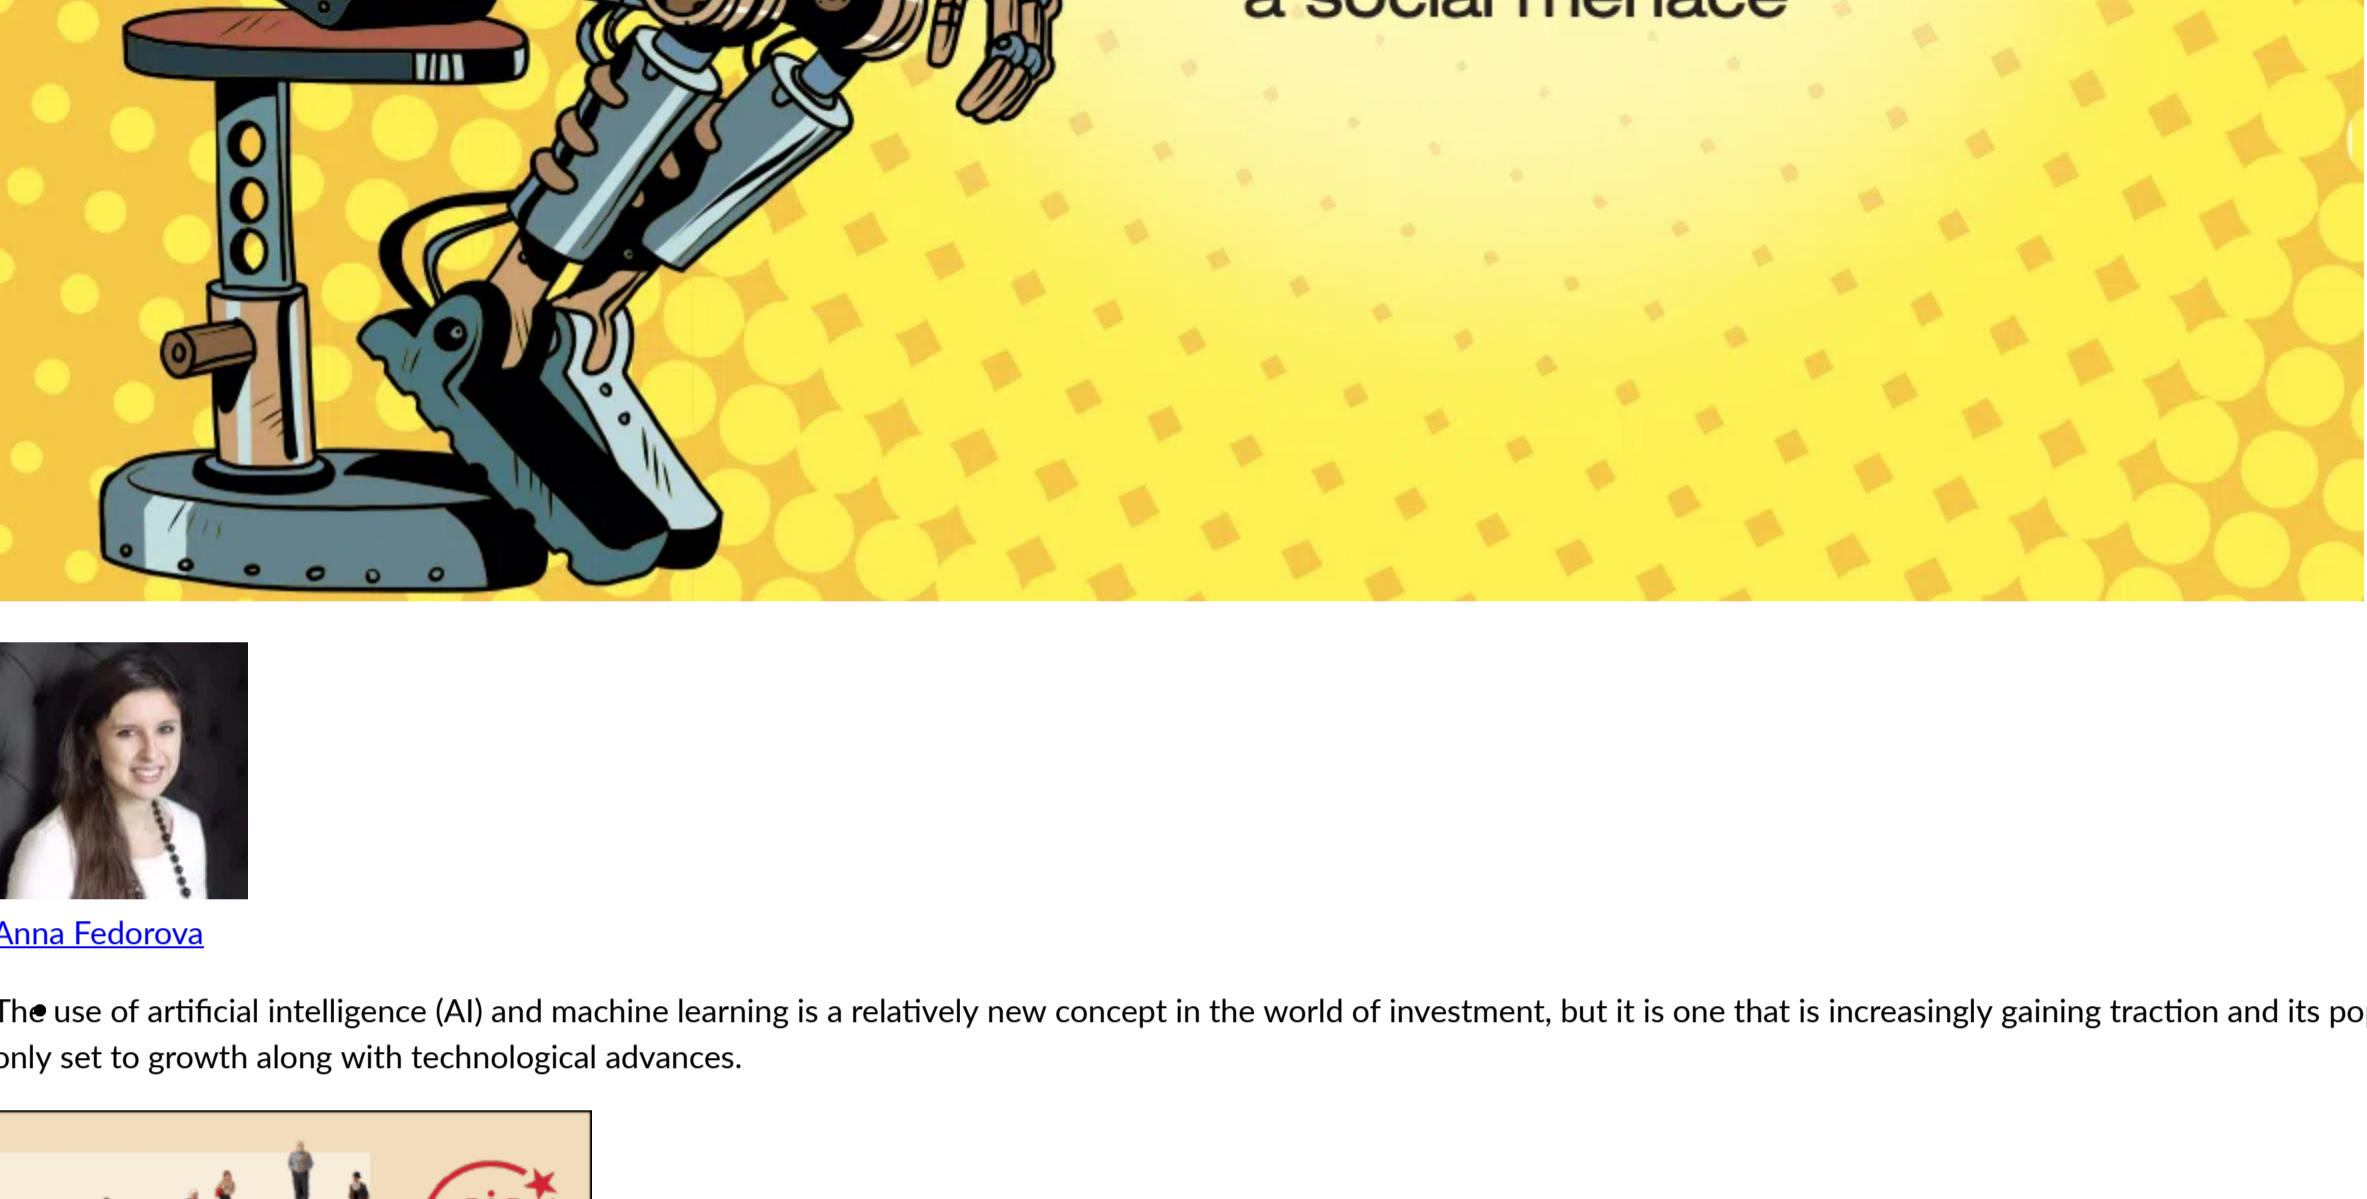 a social menace
Anna Fedorova
The use of artificial intelligence (AI) and machine learning is a relatively new concept in the world of investment, but it is one that is increasingly gaining traction and its
only set to growth along with technological advances.